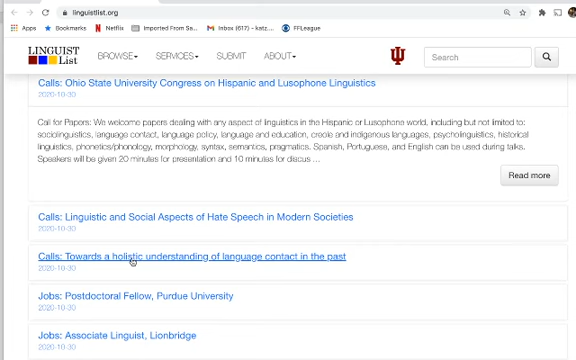 linguistlist.org
Apps Bookmarks Netflix Imported From Sa... Inbox (617) - katz... FFLeague
LINGUIST List BROWSE SERVICES SUBMIT ABOUT Search
Calls: Ohio State University Congress on Hispanic and Lusophone Linguistics
2020-10-30
Call for Papers: We welcome papers dealing with any aspect of linguistics in the Hispanic or Lusophone world, including but not limited to:
sociolinguistics, language contact, language policy, language and education, creole and indigenous languages, psycholinguistics, historical
linguistics, phonetics/phonology, morphology, syntax, semantics, pragmatics. Spanish, Portuguese, and English can be used during talks.
Speakers will be given 20 minutes for presentation and 10 minutes for discus ...
Read more
Calls: Linguistic and Social Aspects of Hate Speech in Modern Societies
2020-10-30
Calls: Towards a holistic understanding of language contact in the past
2020-10-30
Jobs: Postdoctoral Fellow, Purdue University
2020-10-30
Jobs: Associate Linguist, Lionbridge
2020-10-30